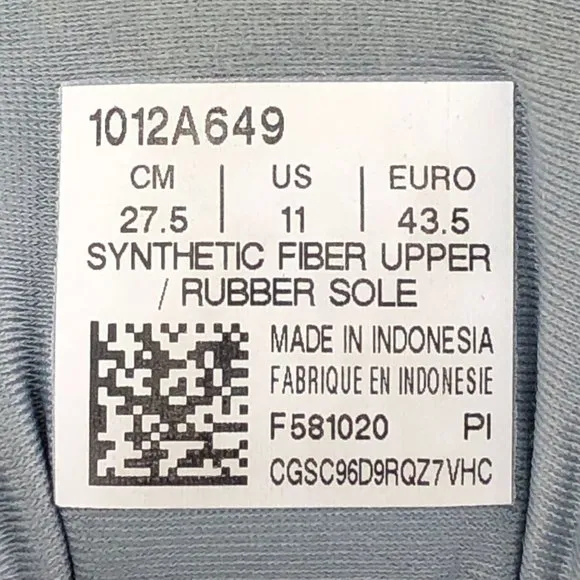 1012A649
CM | US | EURO
27.5 | 11 | 43.5
SYNTHETIC FIBER UPPER
/ RUBBER SOLE
MADE IN INDONESIA
FABRIQUE EN INDONESIE
F581020 PI
CGSC96D9RQZ7VHC